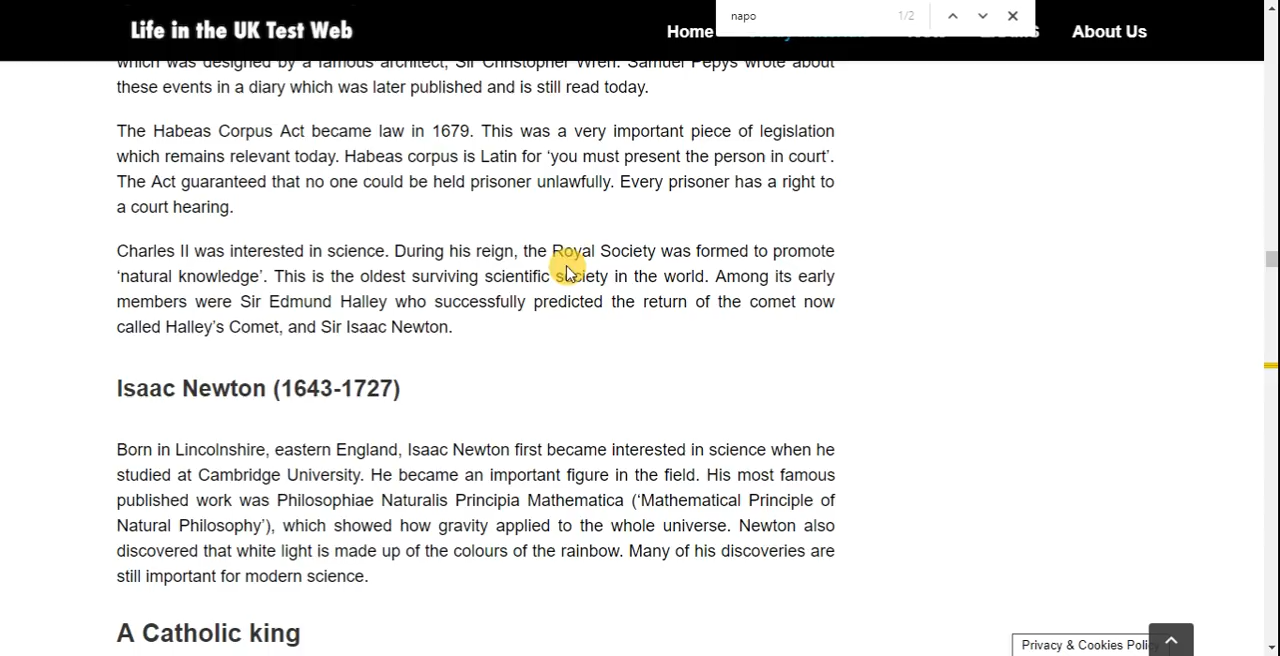 napo 1/2
Life in the UK Test Web
Home About Us
which was designed by a famous architect, Sir Christopher Wren. Samuel Pepys wrote about
these events in a diary which was later published and is still read today.
The Habeas Corpus Act became law in 1679. This was a very important piece of legislation
which remains relevant today. Habeas corpus is Latin for ‘you must present the person in court’.
The Act guaranteed that no one could be held prisoner unlawfully. Every prisoner has a right to
a court hearing.
Charles II was interested in science. During his reign, the Royal Society was formed to promote
‘natural knowledge’. This is the oldest surviving scientific society in the world. Among its early
members were Sir Edmund Halley who successfully predicted the return of the comet now
called Halley’s Comet, and Sir Isaac Newton.
Isaac Newton (1643-1727)
Born in Lincolnshire, eastern England, Isaac Newton first became interested in science when he
studied at Cambridge University. He became an important figure in the field. His most famous
published work was Philosophiae Naturalis Principia Mathematica (‘Mathematical Principle of
Natural Philosophy’), which showed how gravity applied to the whole universe. Newton also
discovered that white light is made up of the colours of the rainbow. Many of his discoveries are
still important for modern science.
A Catholic king
Privacy & Cookies Policy